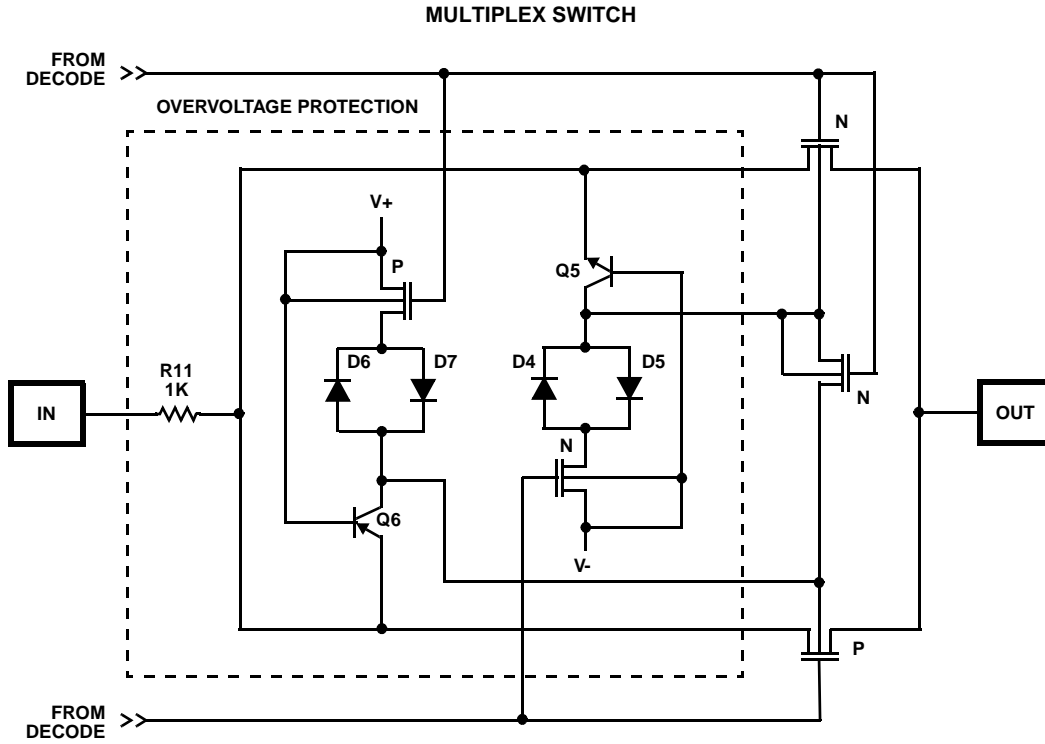 MULTIPLEX SWITCH
FROM
DECODE
OVERVOLTAGE PROTECTION
N
V+
P
Q5
D6
D7
D4
D5
R11
1K
IN
N
OUT
N
Q6
V-
P
FROM
DECODE